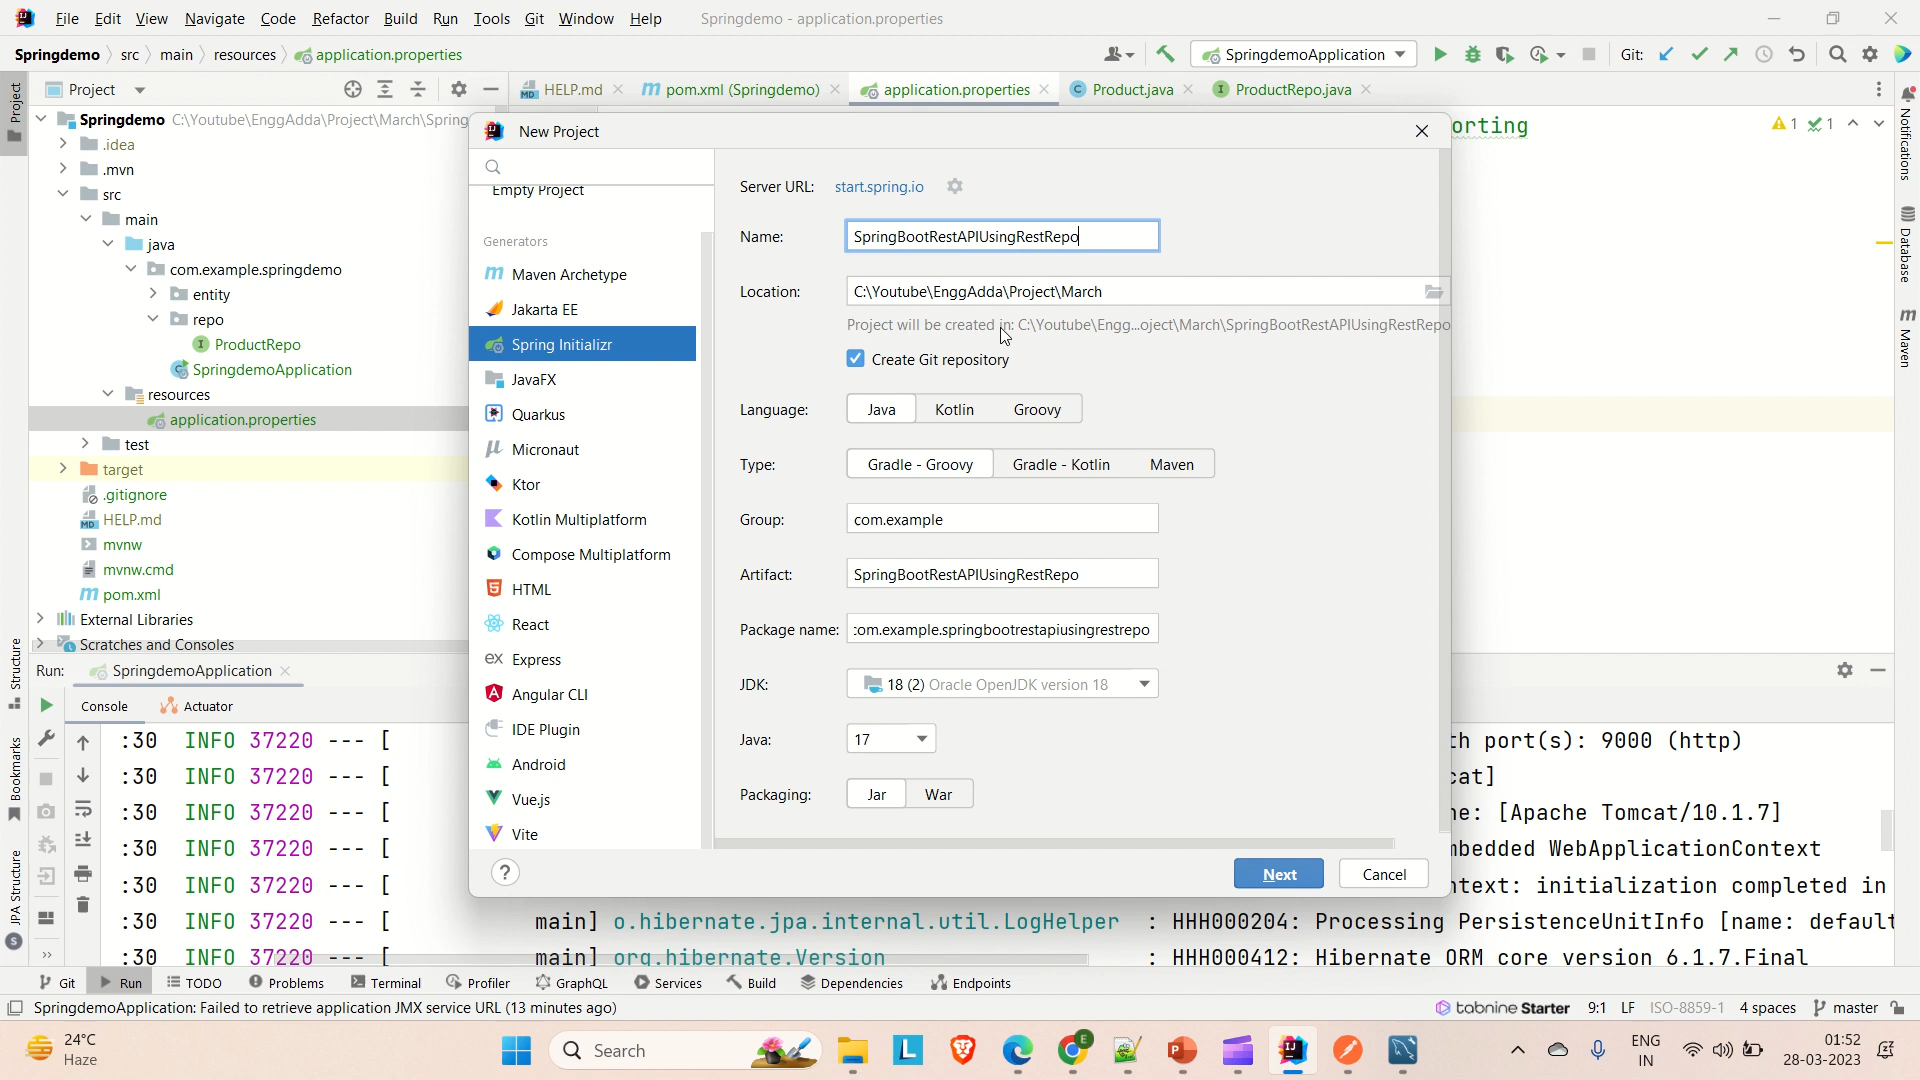 File Edit View Navigate Code Refactor Build Run Tools Git Window Help Springdemo - application.properties
Springdemo src main resources application.properties SpringdemoApplication Git:
Project HELP.md pom.xml (Springdemo) application.properties Product.java ProductRepo.java
Project
Notifications
Database
Maven
Structure
Bookmarks
JPA Structure
Springdemo C:\Youtube\EnggAdda\Project\March\Spring
.idea
.mvn
src
main
java
com.example.springdemo
entity
repo
ProductRepo
SpringdemoApplication
resources
application.properties
test
target
.gitignore
HELP.md
mvnw
mvnw.cmd
pom.xml
External Libraries
Scratches and Consoles
orting
1 1
New Project
Empty Project
Generators
Maven Archetype
Jakarta EE
Spring Initializr
JavaFX
Quarkus
Micronaut
Ktor
Kotlin Multiplatform
Compose Multiplatform
HTML
React
Express
Angular CLI
IDE Plugin
Android
Vue.js
Vite
Server URL: start.spring.io
Name: SpringBootRestAPIUsingRestRepo
Location: C:\Youtube\EnggAdda\Project\March
Project will be created in: C:\Youtube\Engg...oject\March\SpringBootRestAPIUsingRestRepo
Create Git repository
Language: Java Kotlin Groovy
Type: Gradle - Groovy Gradle - Kotlin Maven
Group: com.example
Artifact: SpringBootRestAPIUsingRestRepo
Package name: com.example.springbootrestapiusingrestrepo
JDK: 18 (2) Oracle OpenJDK version 18
Java: 17
Packaging: Jar War
? Next Cancel
Run: SpringdemoApplication
Console Actuator
:30 INFO 37220 --- [ th port(s): 9000 (http)
:30 INFO 37220 --- [ cat]
:30 INFO 37220 --- [ ne: [Apache Tomcat/10.1.7]
:30 INFO 37220 --- [ mbedded WebApplicationContext
:30 INFO 37220 --- [ ntext: initialization completed in
:30 INFO 37220 --- [ main] o.hibernate.jpa.internal.util.LogHelper : HHH000204: Processing PersistenceUnitInfo [name: default
:30 INFO 37220 --- [ main] org.hibernate.Version : HHH000412: Hibernate ORM core version 6.1.7.Final
Git Run TODO Problems Terminal Profiler GraphQL Services Build Dependencies Endpoints
SpringdemoApplication: Failed to retrieve application JMX service URL (13 minutes ago) tabnine Starter 9:1 LF ISO-8859-1 4 spaces master
24°C
Haze
Search
ENG
IN
01:52
28-03-2023